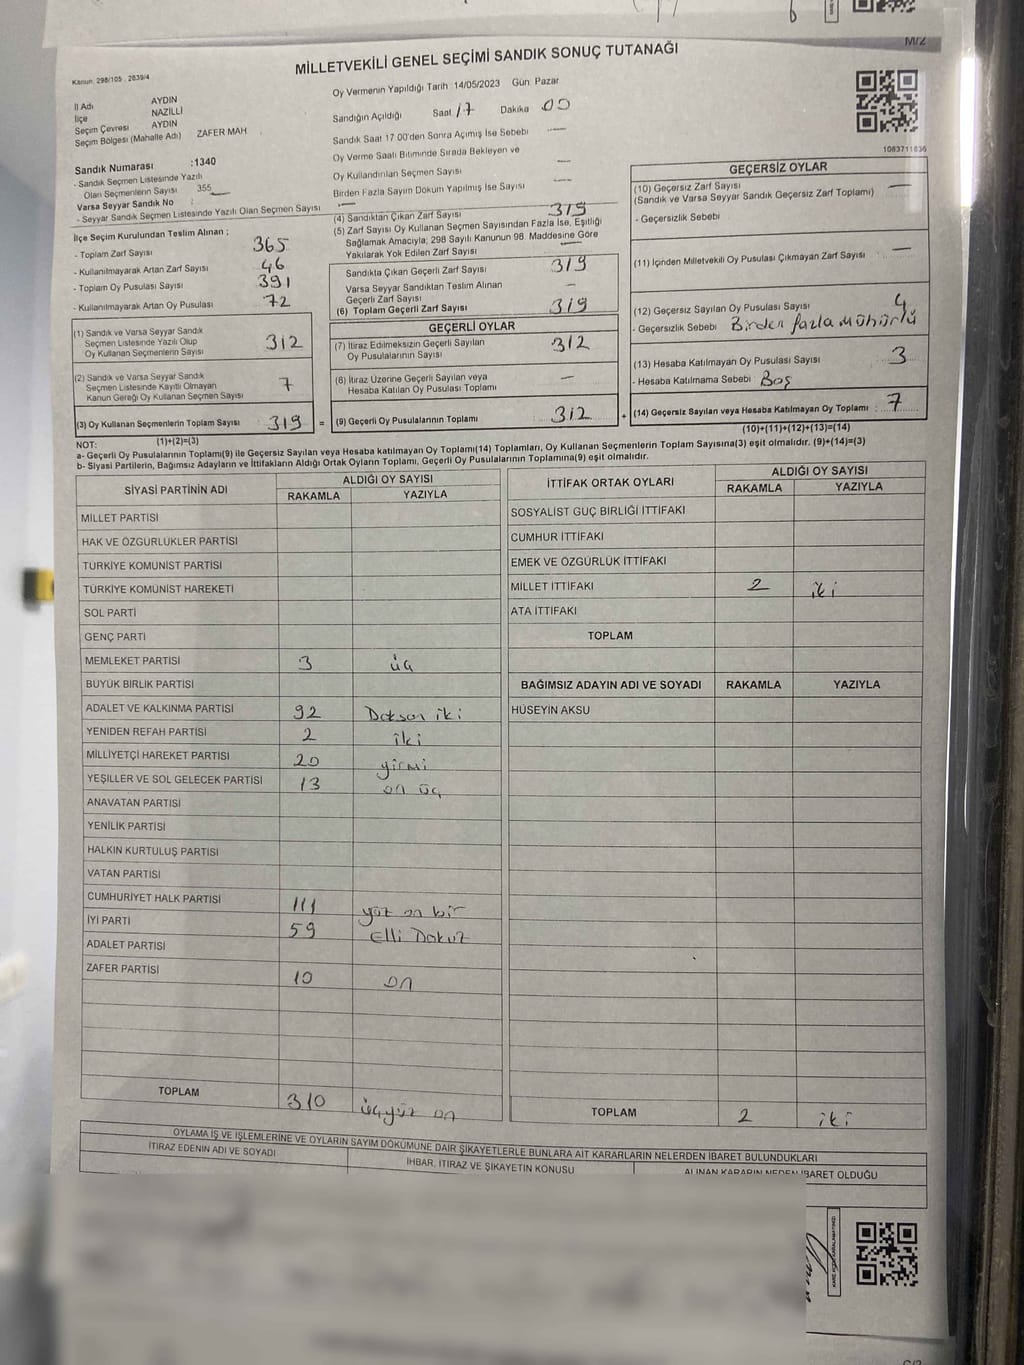 M/2
MİLLETVEKİLİ GENEL SEÇİMİ SANDIK SONUÇ TUTANAĞI
Kanun: 298/105 . 2839/4
İl Adı AYDIN
İlçe NAZİLLİ
Seçim Çevresi AYDIN
Seçim Bölgesi (Mahalle Adı) ZAFER MAH
Sandık Numarası :1340
- Sandık Seçmen Listesinde Yazılı
Olan Seçmenlerin Sayısı 355
Varsa Seyyar Sandık No :
- Seyyar Sandık Seçmen Listesinde Yazılı Olan Seçmen Sayısı
Oy Vermenin Yapıldığı Tarih 14/05/2023 Gün: Pazar
Sandığın Açıldığı Saat 17 Dakika 00
Sandık Saat 17:00'den Sonra Açımış İse Sebebi
Oy Verme Saati Bitiminde Sırada Bekleyen ve
Oy Kullandırılan Seçmen Sayısı
Birden Fazla Sayım Döküm Yapılmış İse Sayısı
1083711836
İlçe Seçim Kurulundan Teslim Alınan ;
- Toplam Zarf Sayısı 365
- Kullanılmayarak Artan Zarf Sayısı 46
- Toplam Oy Pusulası Sayısı 391
- Kullanılmayarak Artan Oy Pusulası 72
(1) Sandık ve Varsa Seyyar Sandık
Seçmen Listesinde Yazılı Olup
Oy Kullanan Seçmenlerin Sayısı 312
(2) Sandık ve Varsa Seyyar Sandık
Seçmen Listesinde Kayıtlı Olmayan
Kanun Gereği Oy Kullanan Seçmen Sayısı 7
(3) Oy Kullanan Seçmenlerin Toplam Sayısı 319 =
(1)+(2)=(3)
(4) Sandıktan Çıkan Zarf Sayısı 319
(5) Zarf Sayısı Oy Kullanan Seçmen Sayısından Fazla İse, Eşitliği
Sağlamak Amacıyla; 298 Sayılı Kanunun 98. Maddesine Göre
Yakılarak Yok Edilen Zarf Sayısı
Sandıkta Çıkan Geçerli Zarf Sayısı 319
Varsa Seyyar Sandıktan Teslim Alınan
Geçerli Zarf Sayısı -
(6) Toplam Geçerli Zarf Sayısı 319
GEÇERLİ OYLAR
(7) İtiraz Edilmeksizin Geçerli Sayılan
Oy Pusulalarının Sayısı 312
(8) İtiraz Üzerine Geçerli Sayılan veya
Hesaba Katılan Oy Pusulası Toplamı -
(9) Geçerli Oy Pusulalarının Toplamı 312 +
GEÇERSİZ OYLAR
(10) Geçersiz Zarf Sayısı
(Sandık ve Varsa Seyyar Sandık Geçersiz Zarf Toplamı)
- Geçersizlik Sebebi
(11) İçinden Milletvekili Oy Pusulası Çıkmayan Zarf Sayısı
(12) Geçersiz Sayılan Oy Pusulası Sayısı 4
- Geçersizlik Sebebi Birden fazla mühürlü
(13) Hesaba Katılmayan Oy Pusulası Sayısı 3
- Hesaba Katılmama Sebebi Boş
(14) Geçersiz Sayılan veya Hesaba Katılmayan Oy Toplamı 7
(10)+(11)+(12)+(13)=(14)
NOT:
a- Geçerli Oy Pusulalarının Toplamı(9) ile Geçersiz Sayılan veya Hesaba katılmayan Oy Toplamı(14) Toplamları, Oy Kullanan Seçmenlerin Toplam Sayısına(3) eşit olmalıdır. (9)+(14)=(3)
b- Siyasi Partilerin, Bağımsız Adayların ve İttifakların Aldığı Ortak Oyların Toplamı, Geçerli Oy Pusulalarının Toplamına(9) eşit olmalıdır.
SİYASİ PARTİNİN ADI ALDIĞI OY SAYISI
RAKAMLA YAZIYLA
MİLLET PARTİSİ
HAK VE ÖZGÜRLÜKLER PARTİSİ
TÜRKİYE KOMÜNİST PARTİSİ
TÜRKİYE KOMÜNİST HAREKETİ
SOL PARTİ
GENÇ PARTİ
MEMLEKET PARTİSİ 3 üç
BÜYÜK BİRLİK PARTİSİ
ADALET VE KALKINMA PARTİSİ 92 Doksan iki
YENİDEN REFAH PARTİSİ 2 iki
MİLLİYETÇİ HAREKET PARTİSİ 20 yirmi
YEŞİLLER VE SOL GELECEK PARTİSİ 13 on üç
ANAVATAN PARTİSİ
YENİLİK PARTİSİ
HALKIN KURTULUŞ PARTİSİ
VATAN PARTİSİ
CUMHURİYET HALK PARTİSİ 111 yüz on bir
İYİ PARTİ 59 Elli Dokuz
ADALET PARTİSİ
ZAFER PARTİSİ 10 on
TOPLAM 310 üçyüz on
İTTİFAK ORTAK OYLARI ALDIĞI OY SAYISI
RAKAMLA YAZIYLA
SOSYALİST GÜÇ BİRLİĞİ İTTİFAKI
CUMHUR İTTİFAKI
EMEK VE ÖZGÜRLÜK İTTİFAKI
MİLLET İTTİFAKI 2 iki
ATA İTTİFAKI
TOPLAM
BAĞIMSIZ ADAYIN ADI VE SOYADI RAKAMLA YAZIYLA
HÜSEYİN AKSU
TOPLAM 2 iki
OYLAMA İŞ VE İŞLEMLERİNE VE OYLARIN SAYIM DÖKÜMÜNE DAİR ŞİKAYETLERLE BUNLARA AİT KARARLARIN NELERDEN İBARET BULUNDUKLARI
İTİRAZ EDENİN ADI VE SOYADI İHBAR, İTİRAZ VE ŞİKAYETİN KONUSU ALINAN KARARIN NEDEN İBARET OLDUĞU